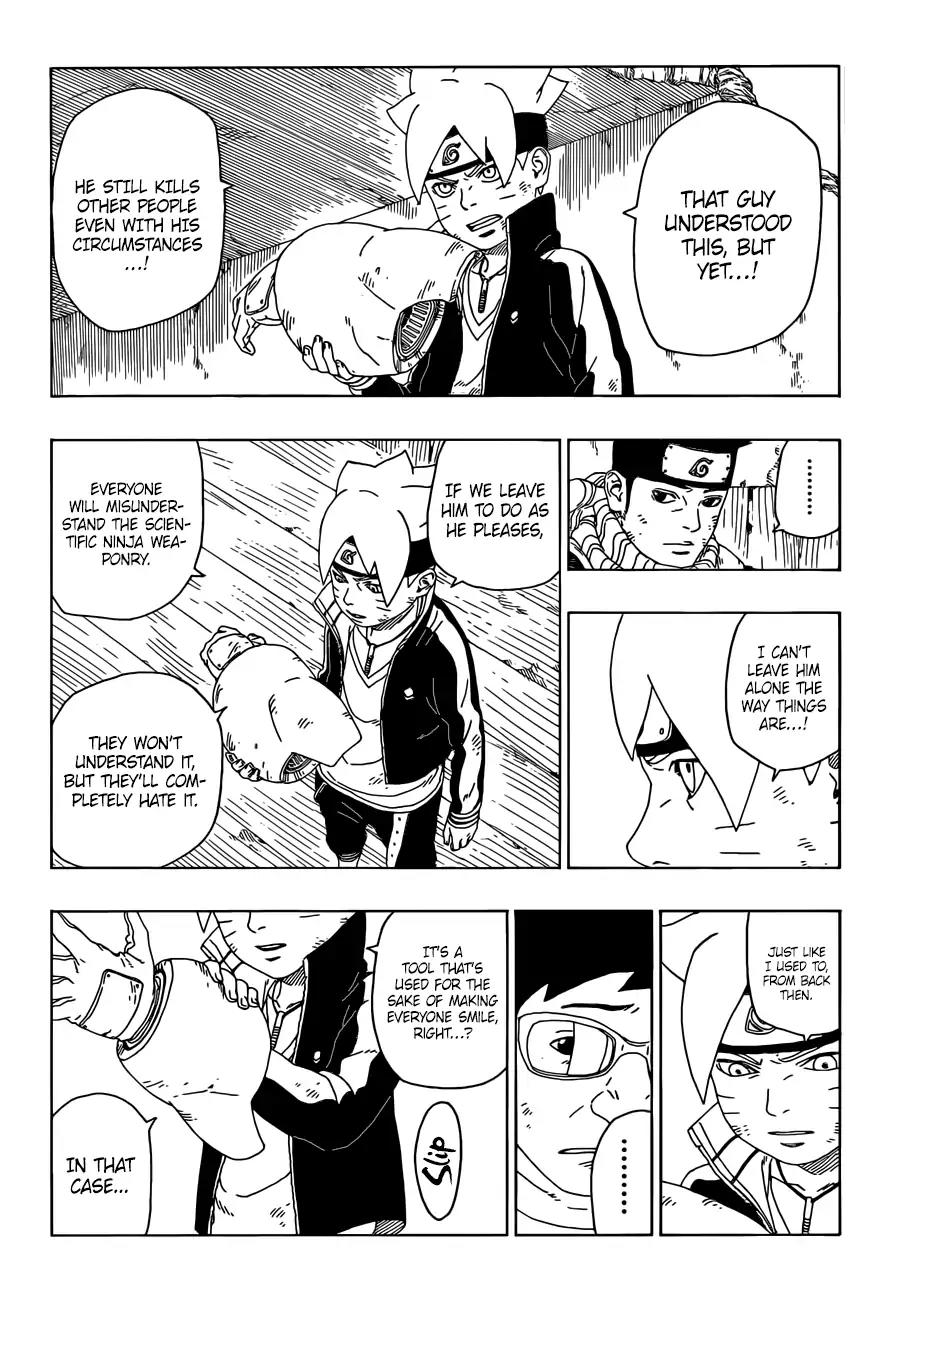 THAT GUY
UNDERSTOOD
THIS, BUT
YET...!
HE STILL KILLS
OTHER PEOPLE
EVEN WITH HIS
CIRCUMSTANCES
...!
........
I CAN'T
LEAVE HIM
ALONE THE
WAY THINGS
ARE...!
IF WE LEAVE
HIM TO DO AS
HE PLEASES,
EVERYONE
WILL MISUNDER-
STAND THE SCIEN-
TIFIC NINJA WEA-
PONRY.
THEY WON'T
UNDERSTAND IT,
BUT THEY'LL COM-
PLETELY HATE IT.
JUST LIKE
I USED TO,
FROM BACK
THEN.
........
IT'S A
TOOL THAT'S
USED FOR THE
SAKE OF MAKING
EVERYONE SMILE,
RIGHT...?
Slip
IN THAT
CASE...